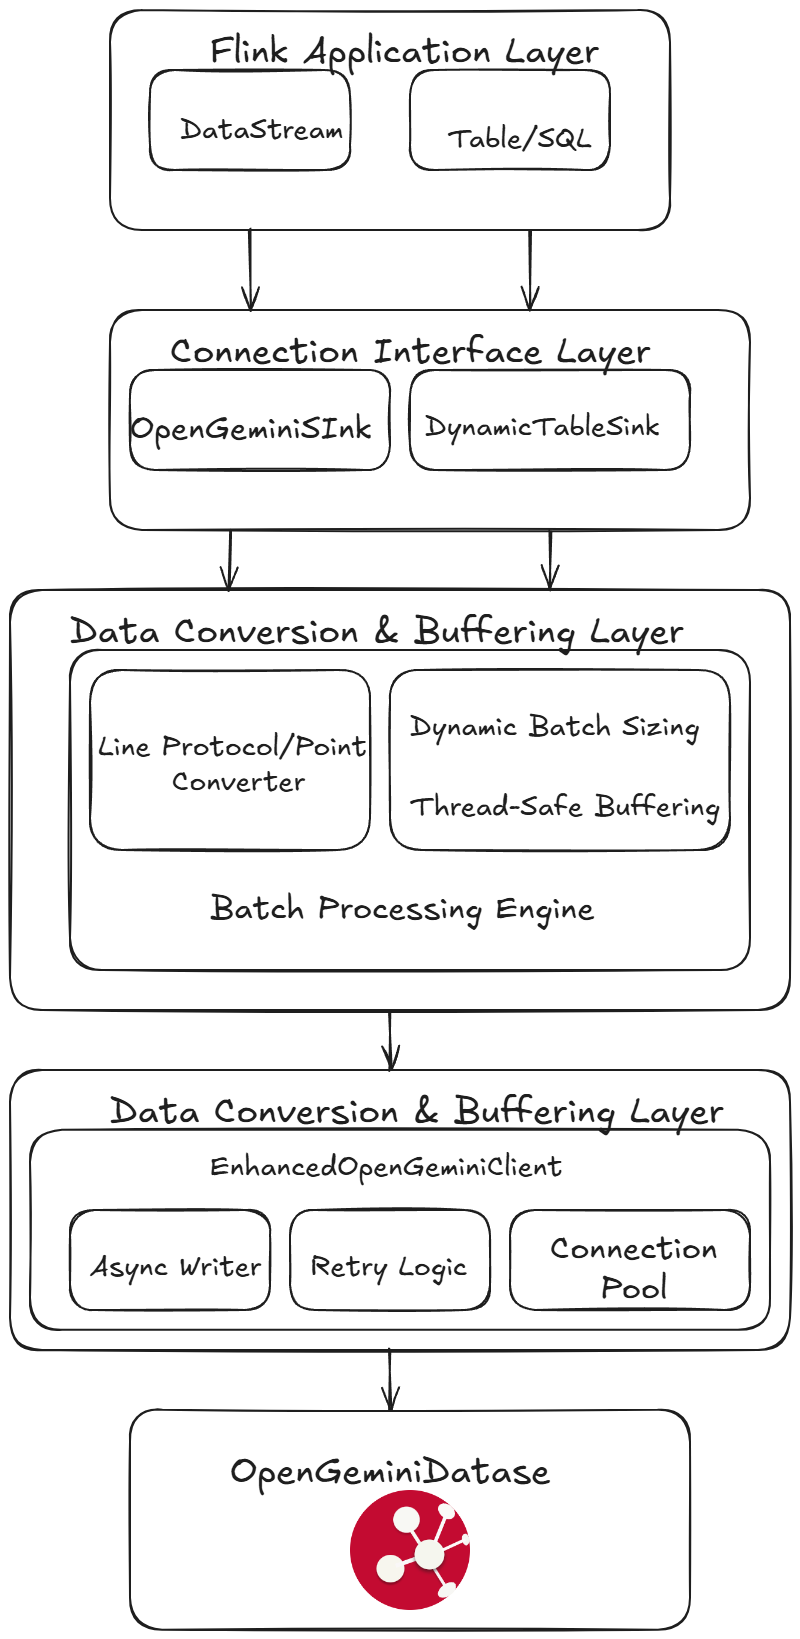 Flink Application Layer
DataStream
Table/SQL
Connection Interface Layer
OpenGeminiSInk
DynamicTableSink
Data Conversion & Buffering Layer
Line Protocol/Point
Converter
Dynamic Batch Sizing
Thread-Safe Buffering
Batch Processing Engine
Data Conversion & Buffering Layer
EnhancedOpenGeminiClient
Async Writer
Retry Logic
Connection
Pool
OpenGeminiDatase